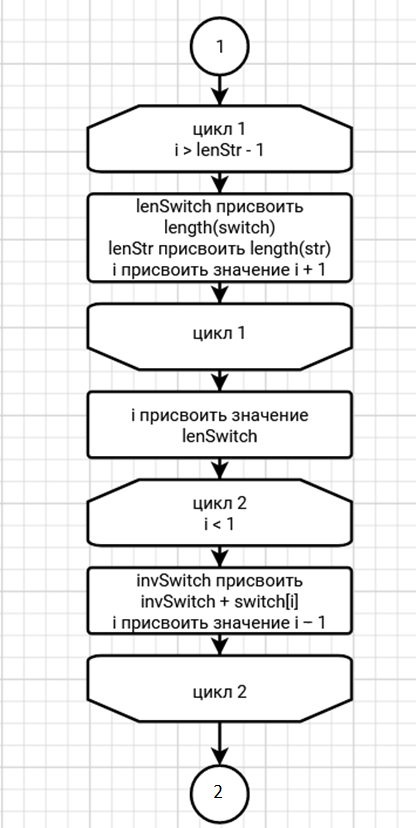 1
цикл 1
i > lenStr - 1
lenSwitch присвоить
length(switch)
lenStr присвоить length(str)
i присвоить значение i + 1
цикл 1
i присвоить значение
lenSwitch
цикл 2
i < 1
invSwitch присвоить
invSwitch + switch[i]
i присвоить значение i – 1
цикл 2
2